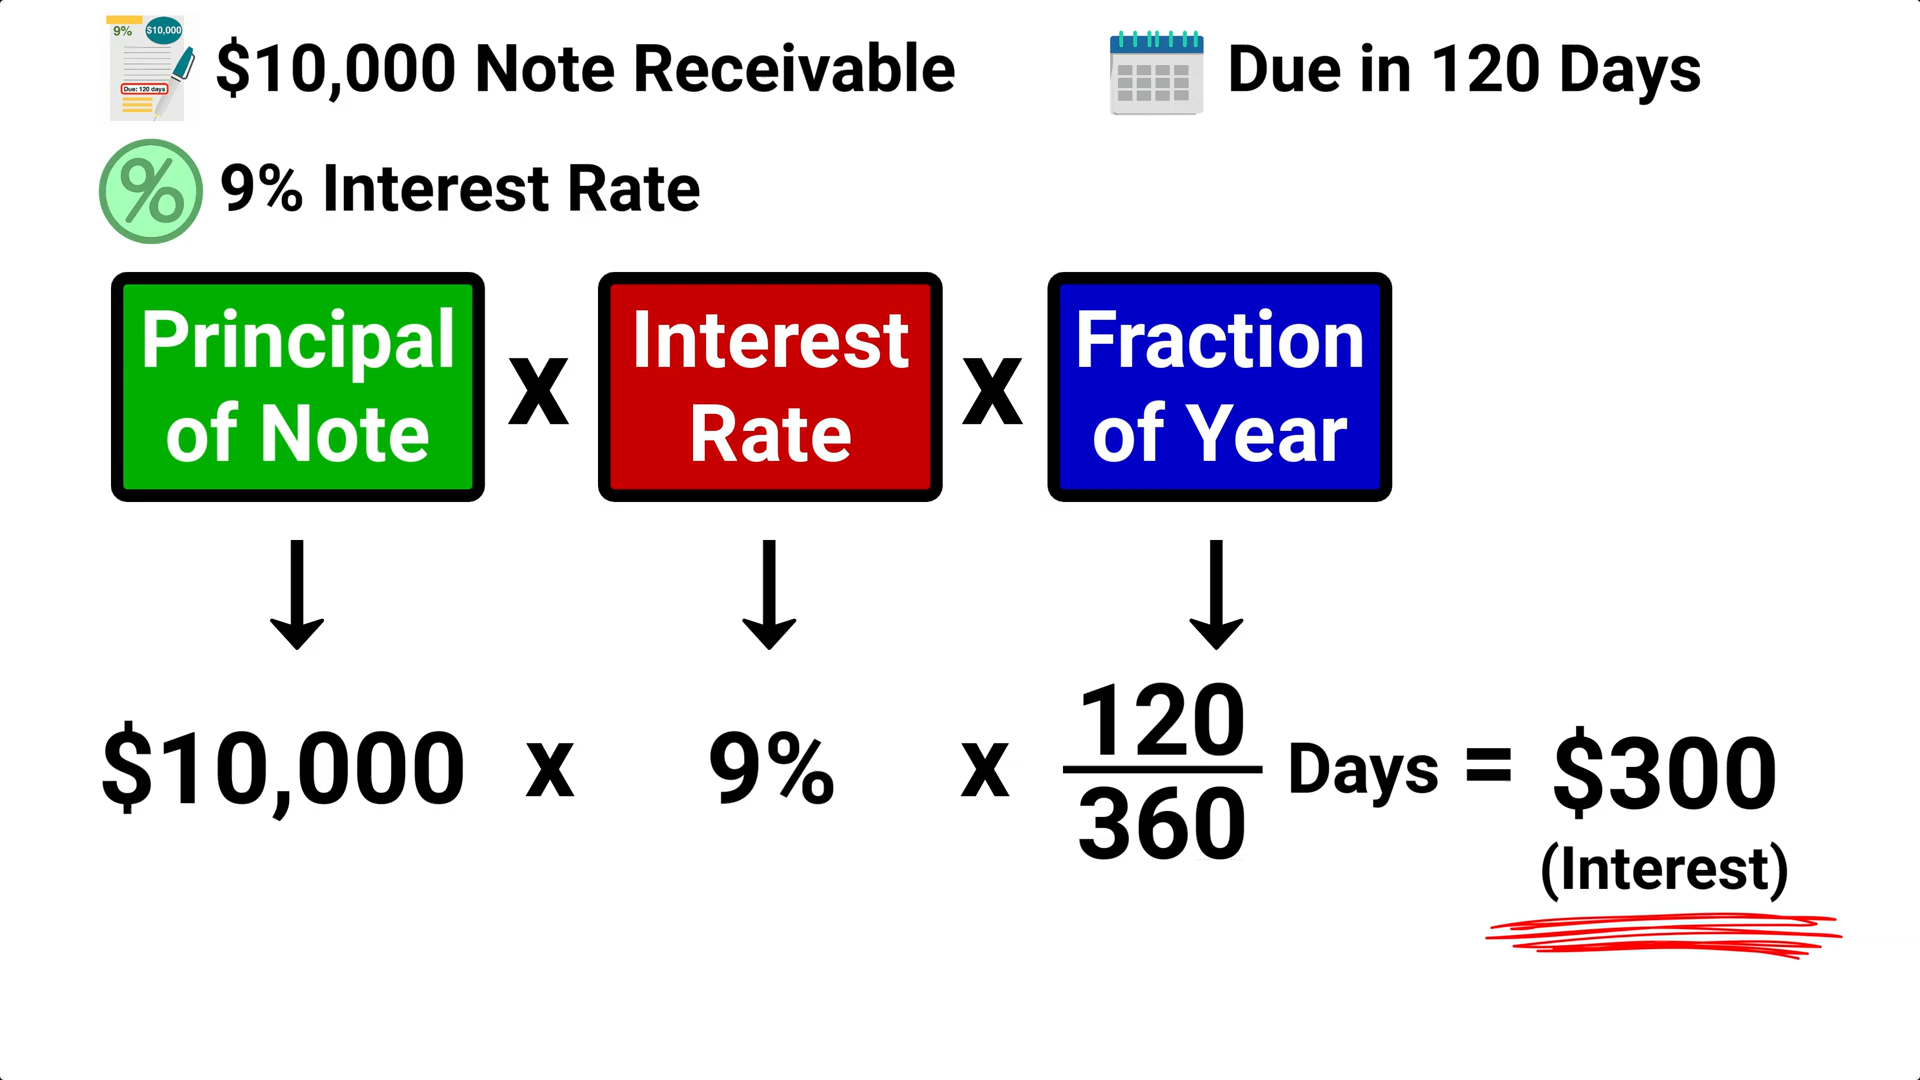 9%
$10,000
Due: 120 days
$10,000 Note Receivable
Due in 120 Days
% 9% Interest Rate
Principal of Note x Interest Rate x Fraction of Year
$10,000 x 9% x 120/360 Days = $300
(Interest)